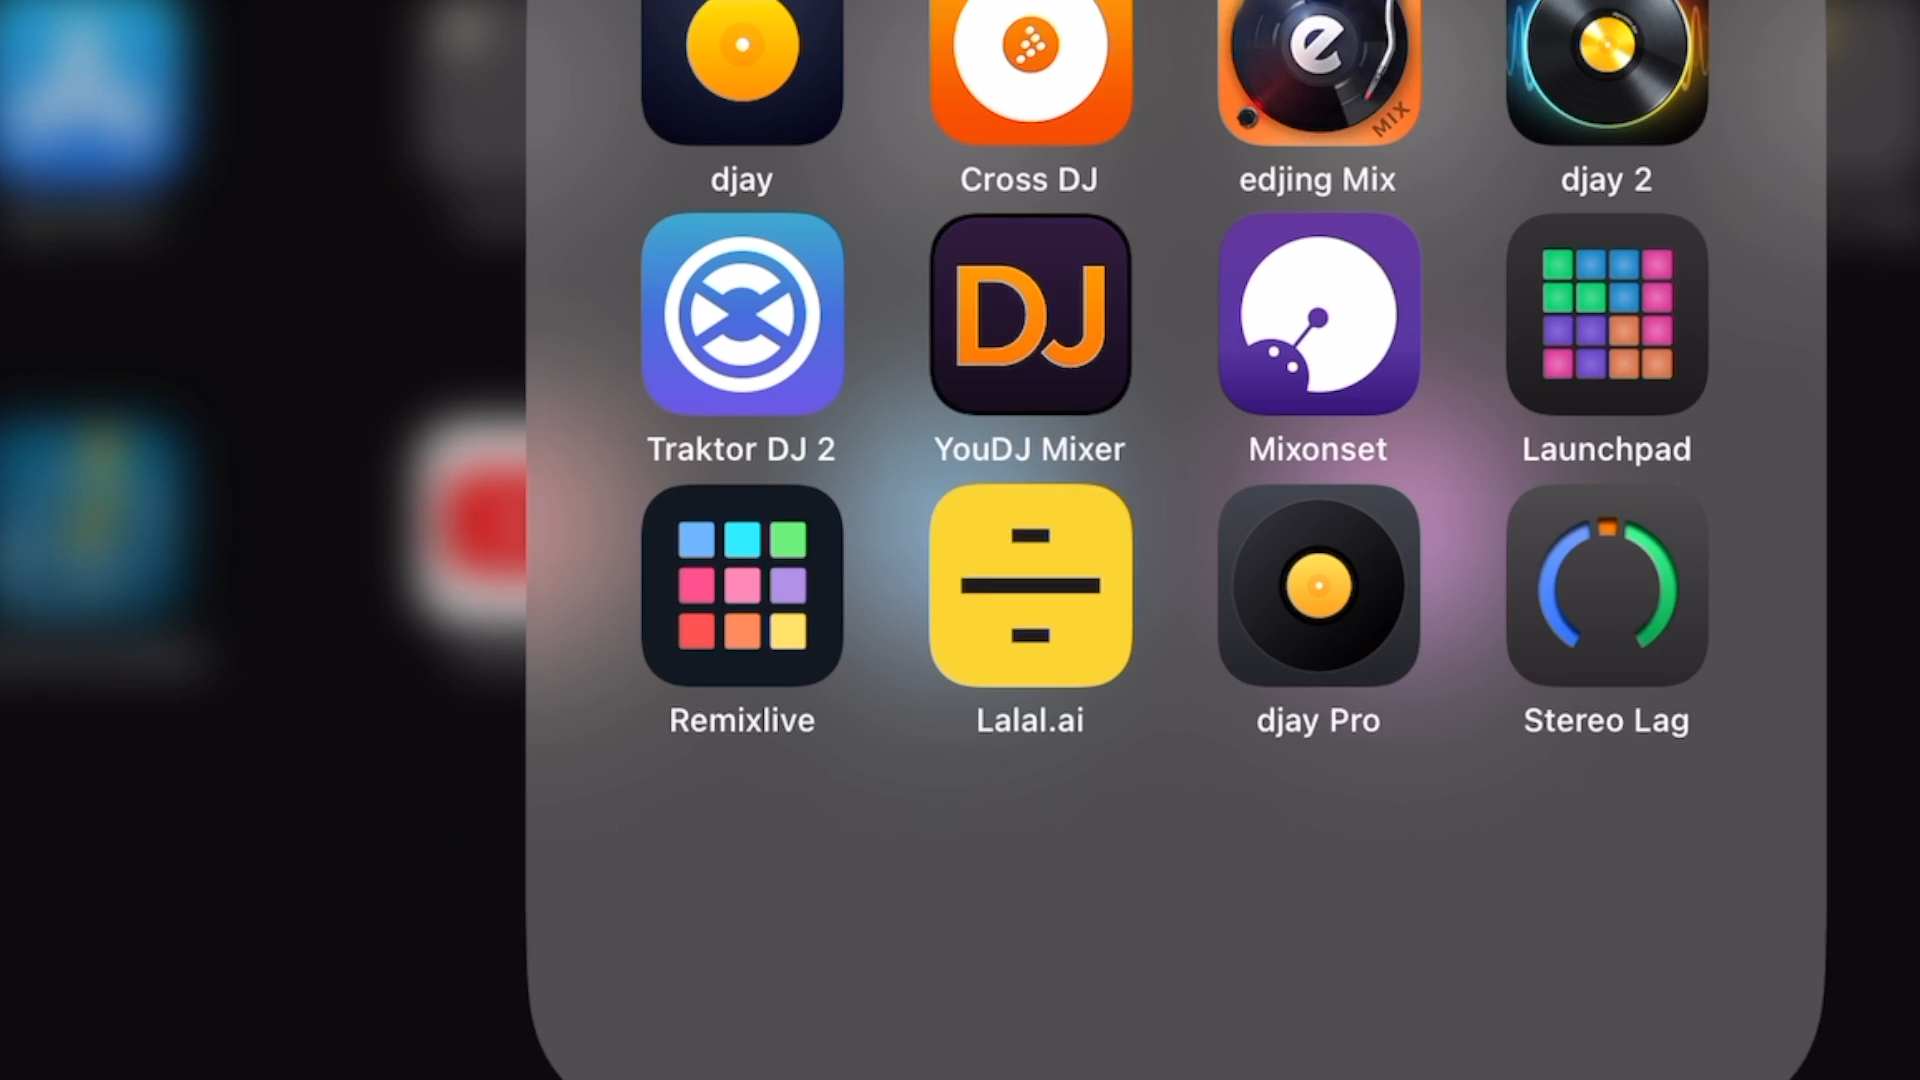 e
MIX
djay
Cross DJ
edjing Mix
djay 2
DJ
Traktor DJ 2
YouDJ Mixer
Mixonset
Launchpad
Remixlive
Lalal.ai
djay Pro
Stereo Lag